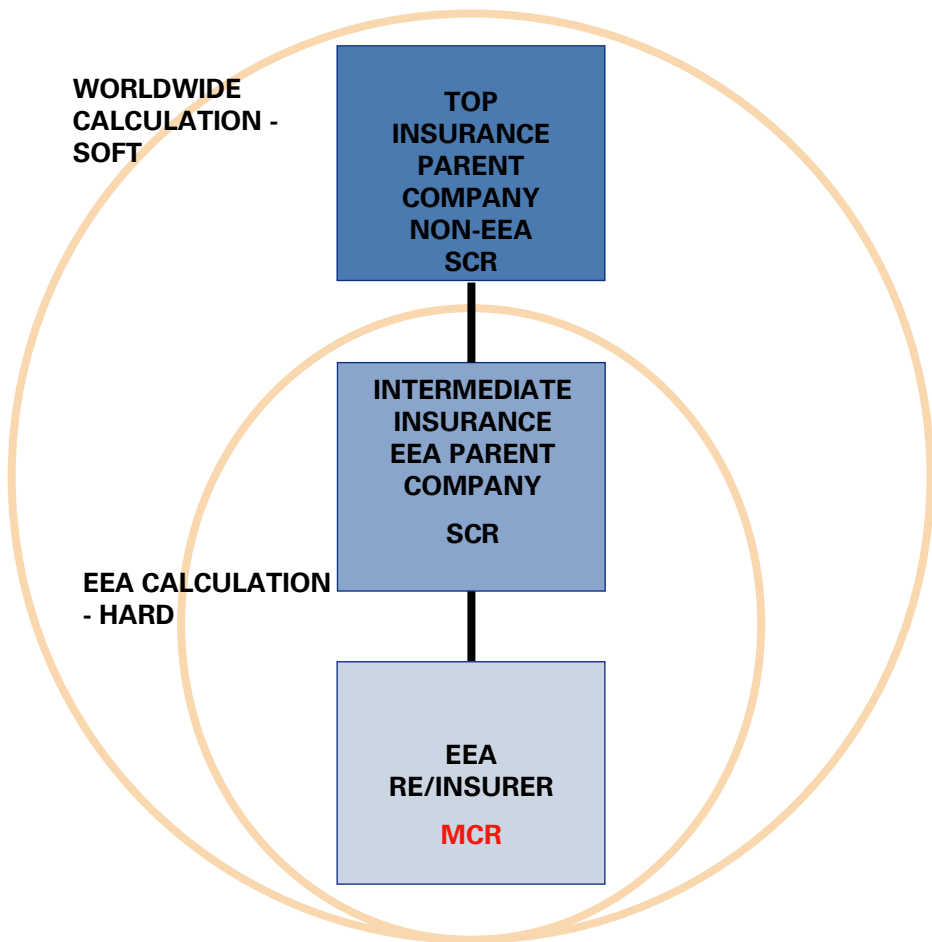 WORLDWIDE
CALCULATION -
SOFT
TOP
INSURANCE
PARENT
COMPANY
NON-EEA
SCR
INTERMEDIATE
INSURANCE
EEA PARENT
COMPANY
SCR
EEA CALCULATION
- HARD
EEA
RE/INSURER
MCR